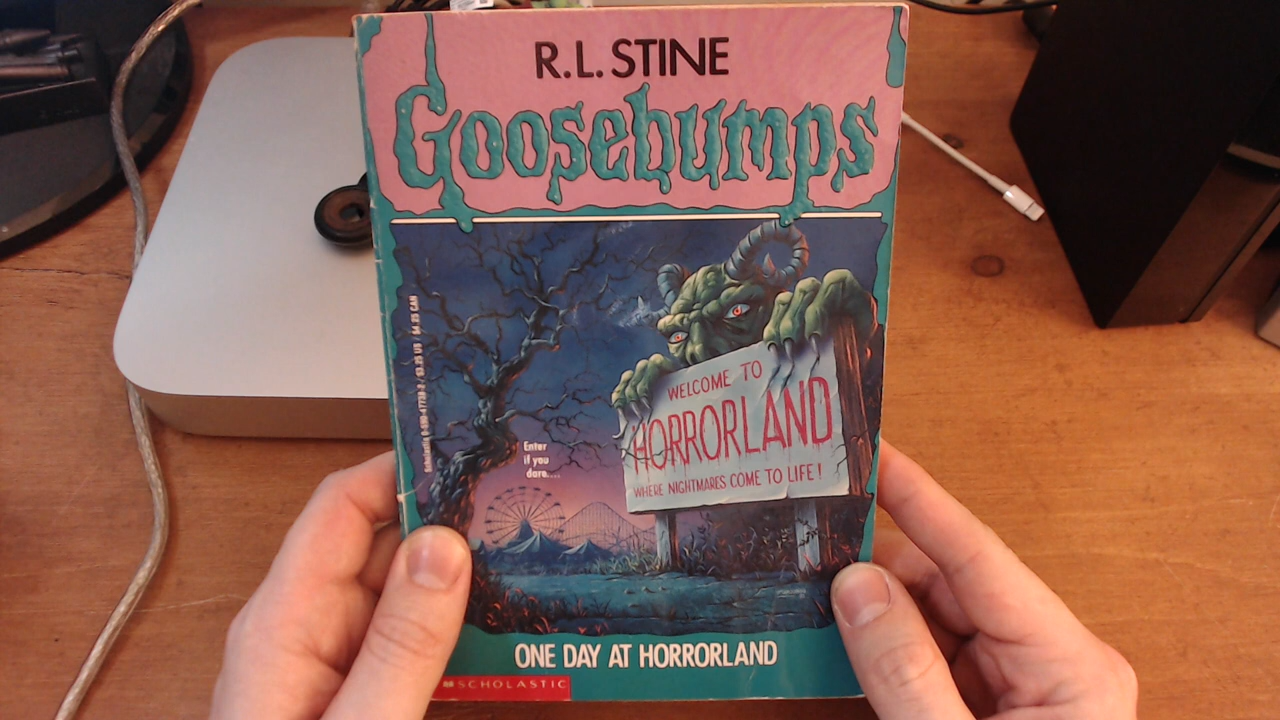 R.L. STINE
Goosebumps
WELCOME TO
HORRORLAND
WHERE NIGHTMARES COME TO LIFE!
Enter
if you
dare....
ONE DAY AT HORRORLAND
SCHOLASTIC